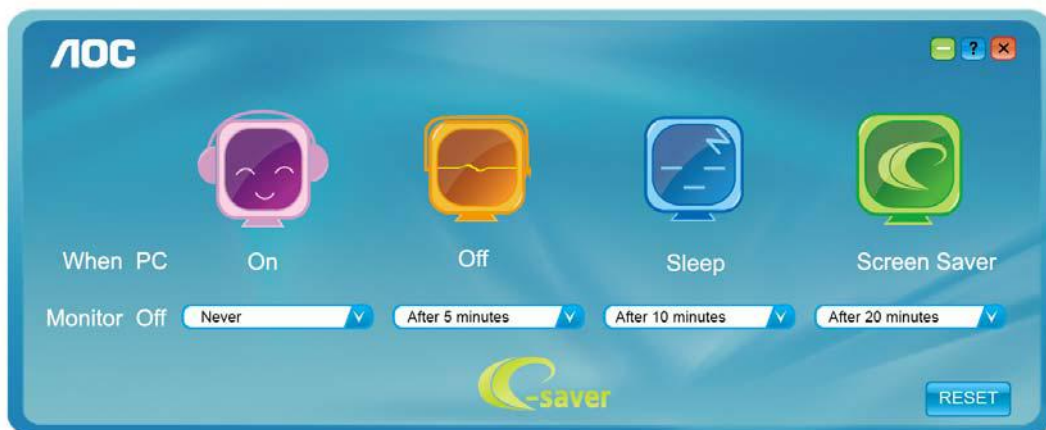 AOC
?
When PC On Off Sleep Screen Saver
Monitor Off Never After 5 minutes After 10 minutes After 20 minutes
e-saver
RESET